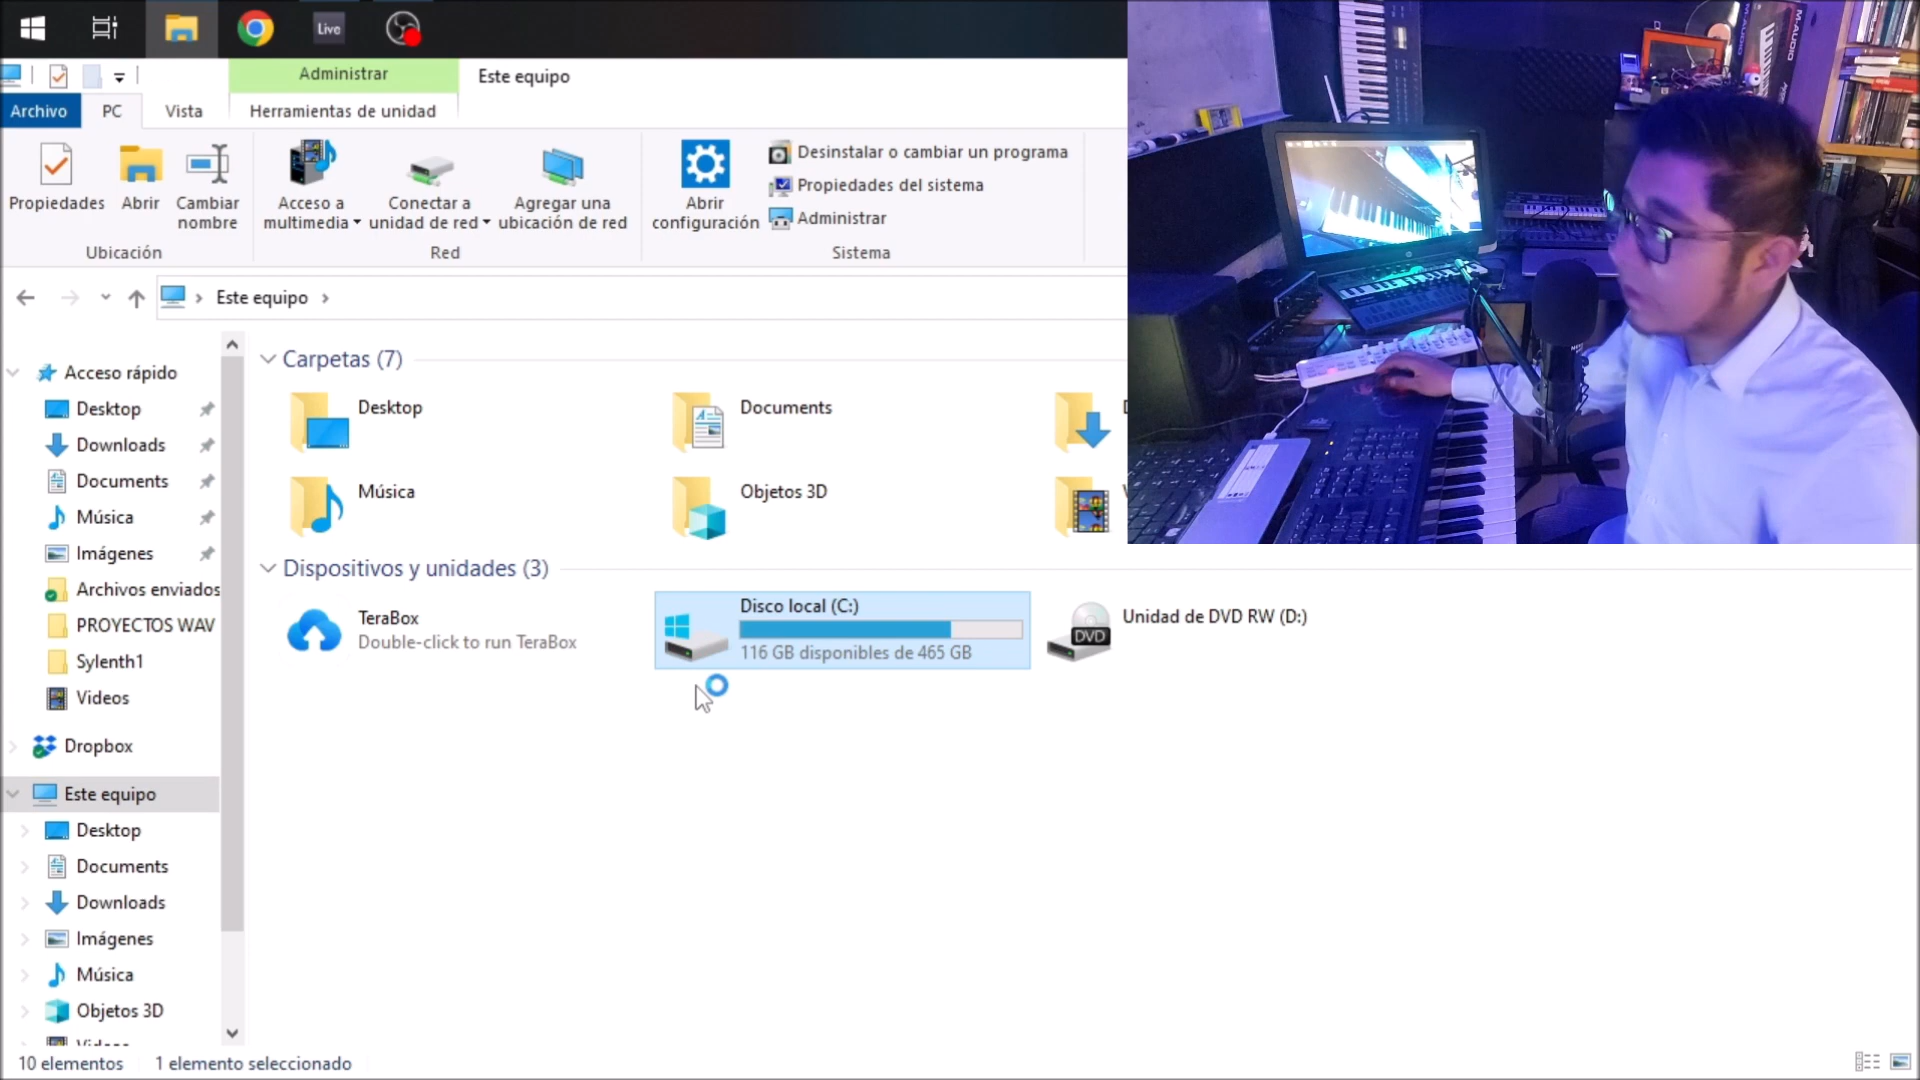 Live
Administrar
Este equipo
Archivo
PC
Vista
Herramientas de unidad
Propiedades
Abrir
Cambiar
nombre
Ubicación
Acceso a
multimedia
Conectar a
unidad de red
Agregar una
ubicación de red
Red
Abrir
configuración
Desinstalar o cambiar un programa
Propiedades del sistema
Administrar
Sistema
Este equipo
Acceso rápido
Desktop
Downloads
Documents
Música
Imágenes
Archivos enviados
PROYECTOS WAV
Sylenth1
Videos
Dropbox
Este equipo
Desktop
Documents
Downloads
Imágenes
Música
Objetos 3D
Videos
Carpetas (7)
Desktop
Documents
Música
Objetos 3D
Dispositivos y unidades (3)
TeraBox
Double-click to run TeraBox
Disco local (C:)
116 GB disponibles de 465 GB
DVD
Unidad de DVD RW (D:)
10 elementos
1 elemento seleccionado
M-AUDIO